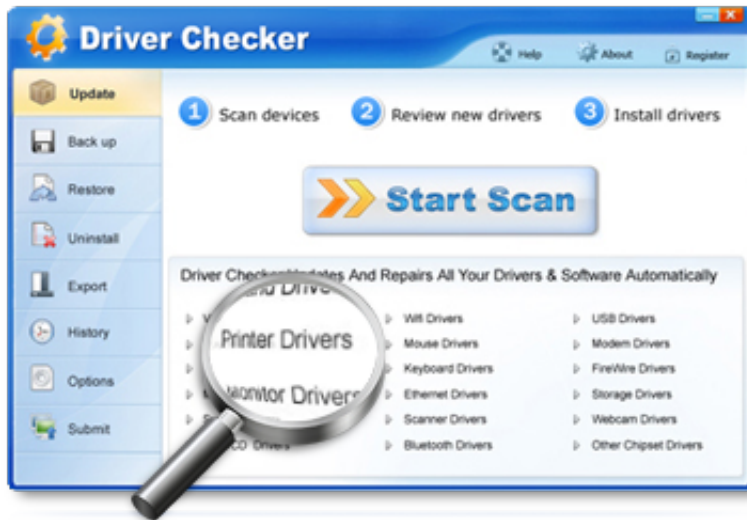 Driver Checker
Help About Register
Update
Back up
Restore
Uninstall
Export
History
Options
Submit
1 Scan devices 2 Review new drivers 3 Install drivers
Start Scan
Driver Checker Updates And Repairs All Your Drivers & Software Automatically
Printer Drivers
Monitor Drivers
Drivers
Wifi Drivers
Mouse Drivers
Keyboard Drivers
Ethernet Drivers
Scanner Drivers
Bluetooth Drivers
USB Drivers
Modem Drivers
FireWire Drivers
Storage Drivers
Webcam Drivers
Other Chipset Drivers